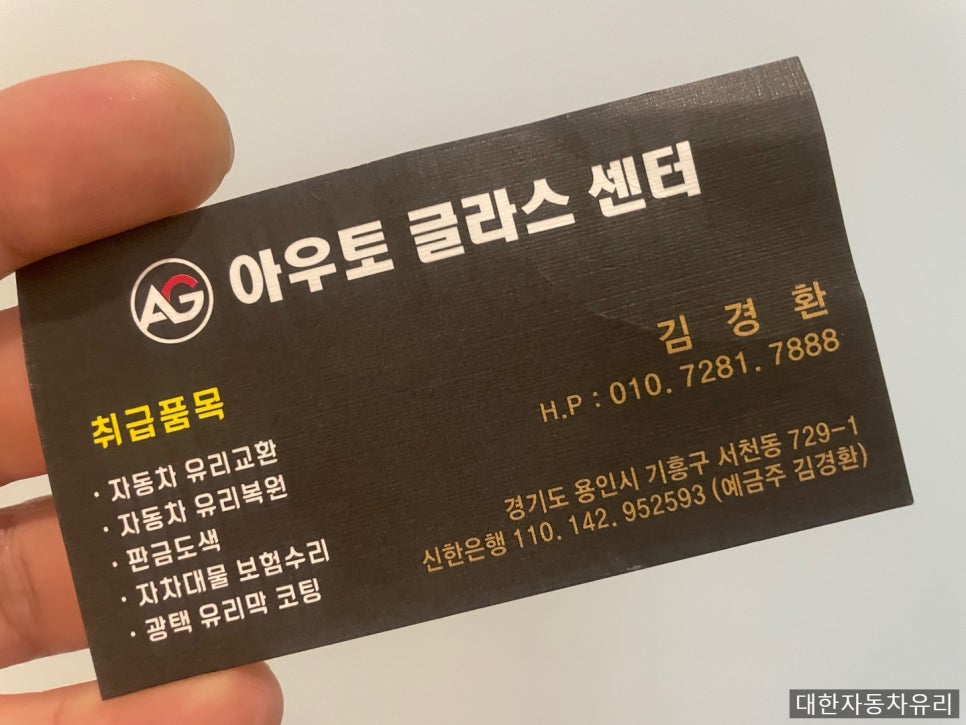 AG 아우토 글라스 센터
김 경 환
H.P : 010. 7281. 7888
취급품목
· 자동차 유리교환
· 자동차 유리복원
· 판금도색
· 자차대물 보험수리
· 광택 유리막 코팅
경기도 용인시 기흥구 서천동 729-1
신한은행 110. 142. 952593 (예금주 김경환)
대한자동차유리